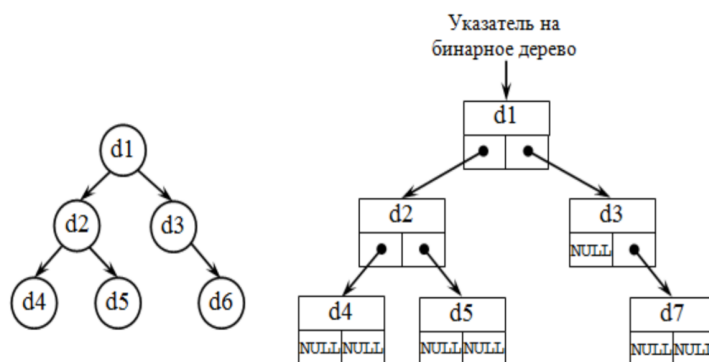 Указатель на
бинарное дерево
d1
d1
d2
d3
d2
d3
NULL
d4
d5
d6
d4
d5
d7
NULL NULL
NULL NULL
NULL NULL